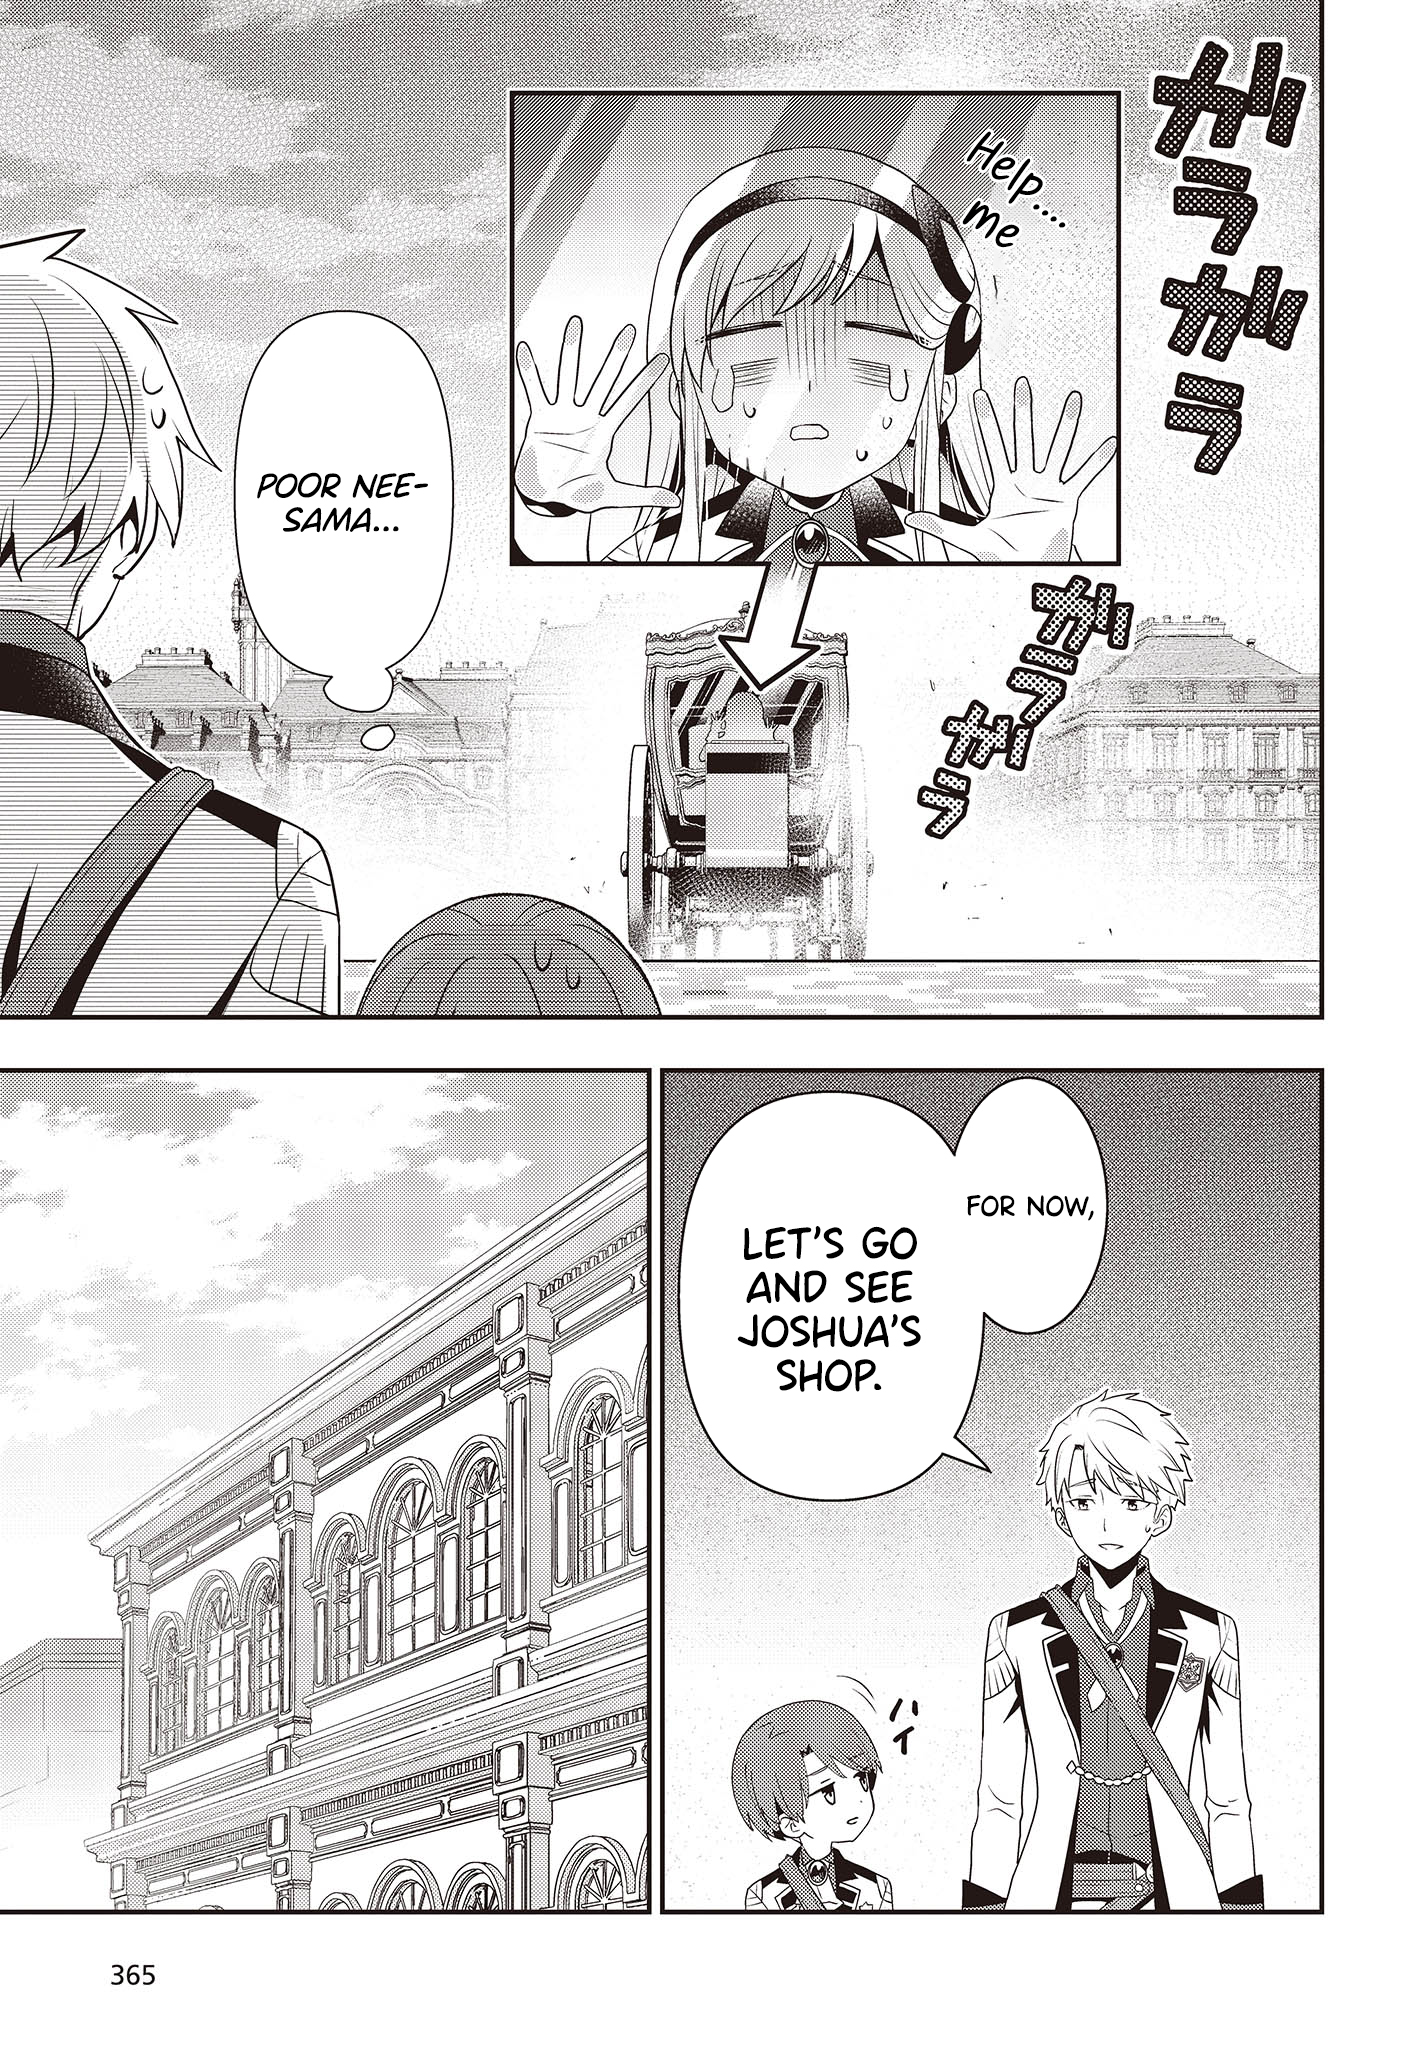 ガラガラ
Help....
me
POOR NEE-
SAMA...
ガラガラ
FOR NOW,
LET'S GO
AND SEE
JOSHUA'S
SHOP.
ハイ
365